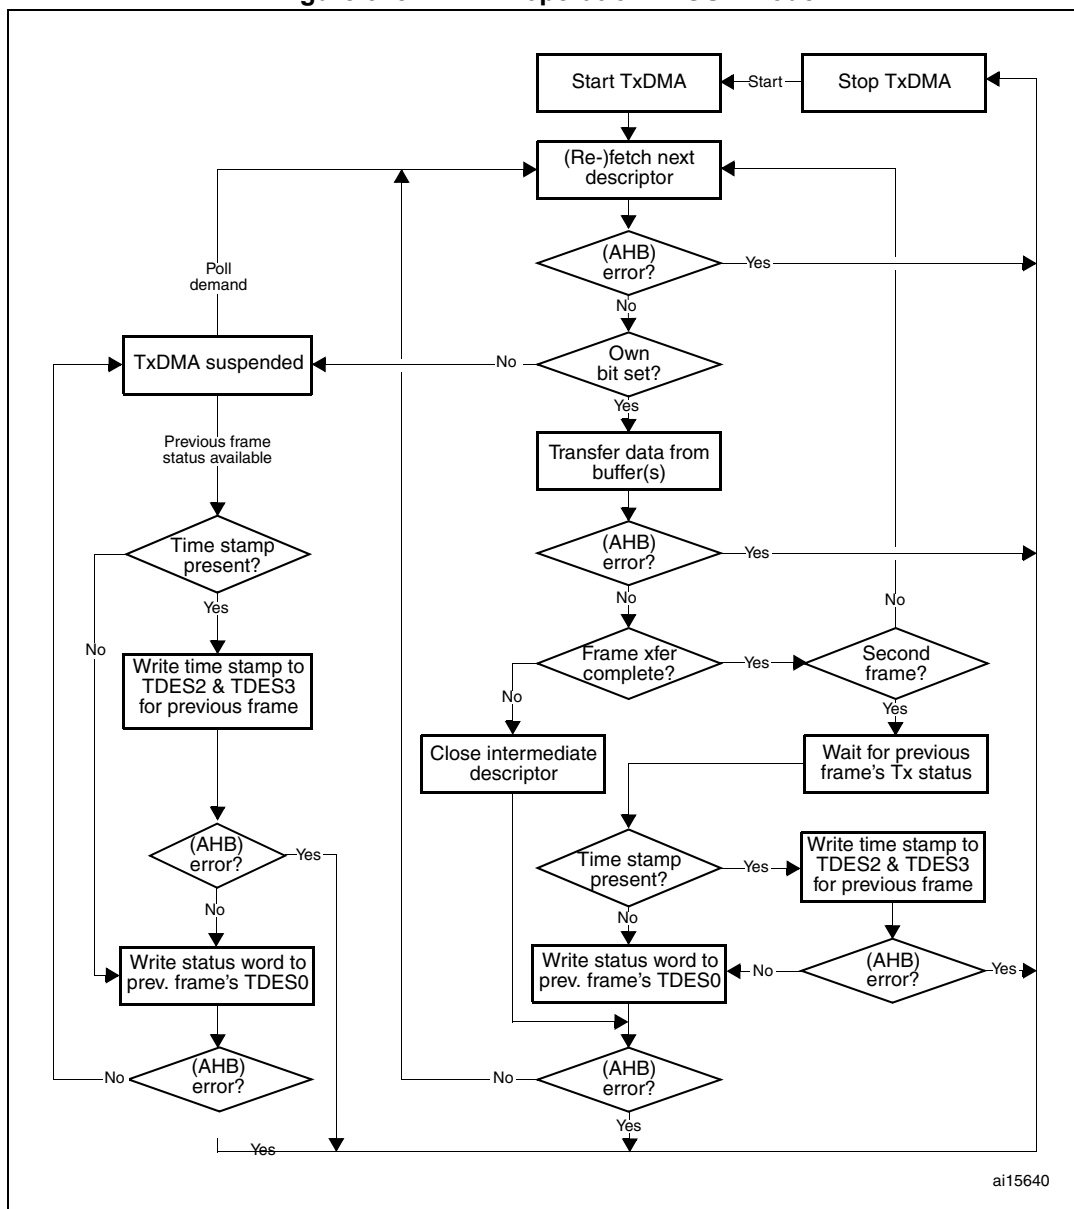 Start TxDMA
Start
Stop TxDMA
(Re-)fetch next
descriptor
(AHB)
error?
Yes
Poll
demand
No
TxDMA suspended
No
Own
bit set?
Yes
Previous frame
status available
Transfer data from
buffer(s)
Time stamp
present?
(AHB)
error?
Yes
Yes
No
No
No
Write time stamp to
TDES2 & TDES3
for previous frame
Frame xfer
complete?
Yes
Second
frame?
No
Yes
Close intermediate
descriptor
Wait for previous
frame's Tx status
(AHB)
error?
Yes
Time stamp
present?
Yes
Write time stamp to
TDES2 & TDES3
for previous frame
No
No
Write status word to
prev. frame's TDES0
Write status word to
prev. frame's TDES0
No
(AHB)
error?
Yes
No
(AHB)
error?
No
(AHB)
error?
Yes
Yes
ai15640